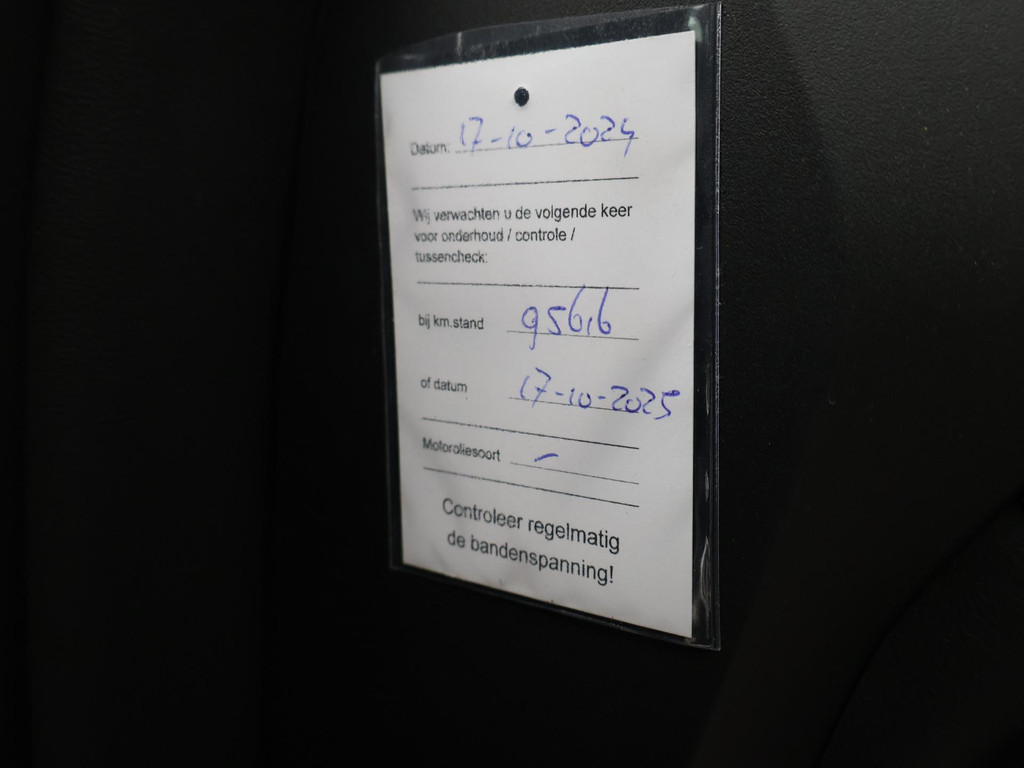 Datum: 17-10-2024
Wij verwachten u de volgende keer
voor onderhoud / controle /
tussencheck:
bij km.stand 95616
of datum 17-10-2025
Motoroliesoort -
Controleer regelmatig
de bandenspanning!